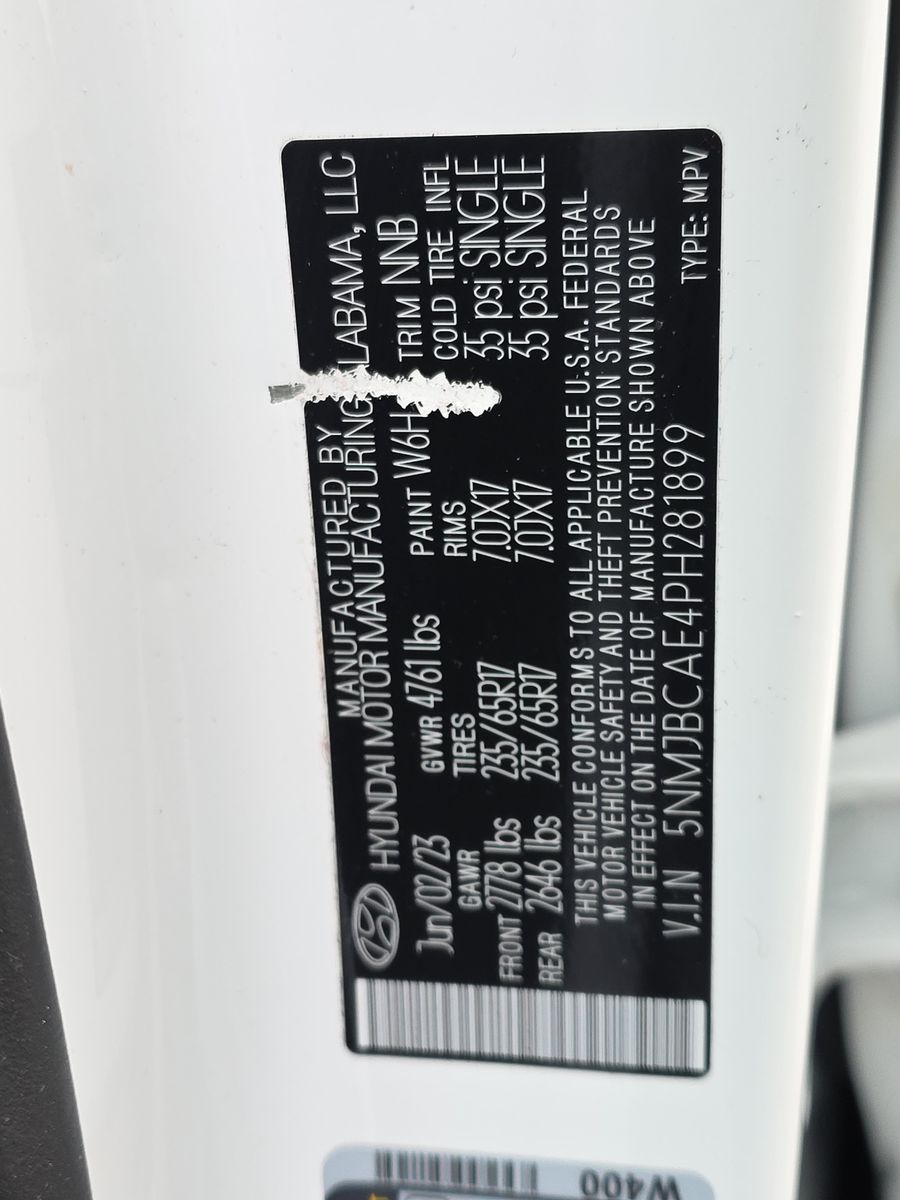 MANUFACTURED BY
HYUNDAI MOTOR MANUFACTURING ALABAMA, LLC
Jun/02/23 GVWR 4761 lbs PAINT W6H TRIM NNB
GAWR TIRES RIMS COLD TIRE INFL
FRONT 2778 lbs 235/65R17 7.0JX17 35 psi SINGLE
REAR 2646 lbs 235/65R17 7.0JX17 35 psi SINGLE
THIS VEHICLE CONFORMS TO ALL APPLICABLE U.S.A. FEDERAL
MOTOR VEHICLE SAFETY AND THEFT PREVENTION STANDARDS
IN EFFECT ON THE DATE OF MANUFACTURE SHOWN ABOVE
V.I.N 5NMJBCAE4PH281899 TYPE: MPV
W400